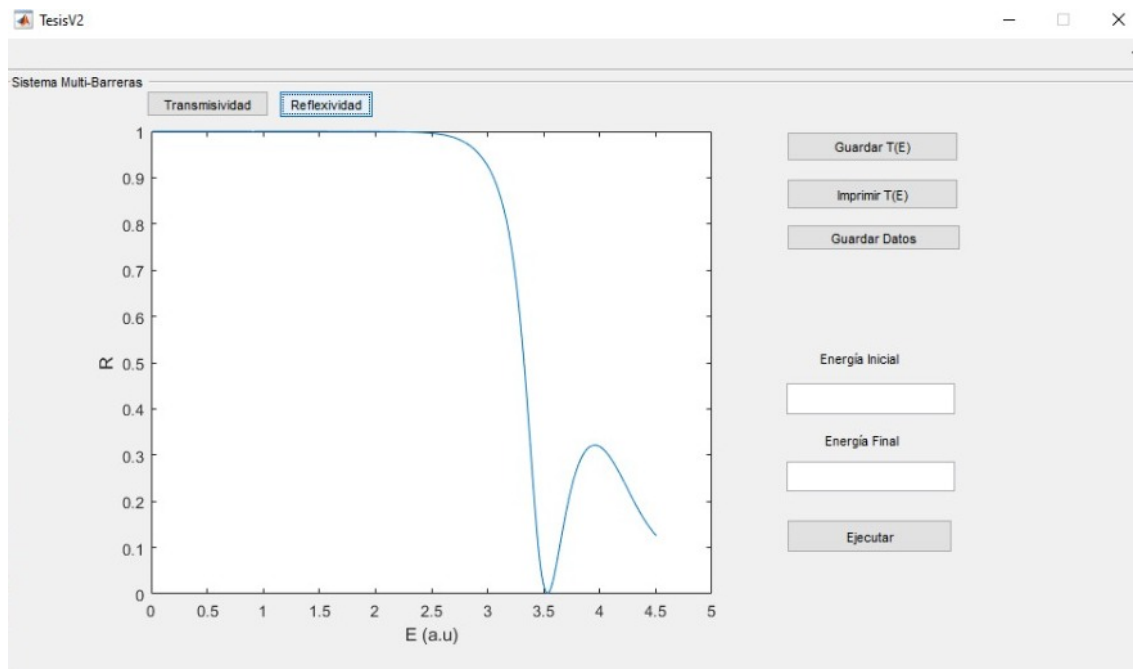 TesisV2
Sistema Multi-Barreras
Transmisividad Reflexividad
Guardar T(E)
Imprimir T(E)
Guardar Datos
Energía Inicial
Energía Final
Ejecutar
R
1
0.9
0.8
0.7
0.6
0.5
0.4
0.3
0.2
0.1
0
0 0.5 1 1.5 2 2.5 3 3.5 4 4.5 5
E (a.u)